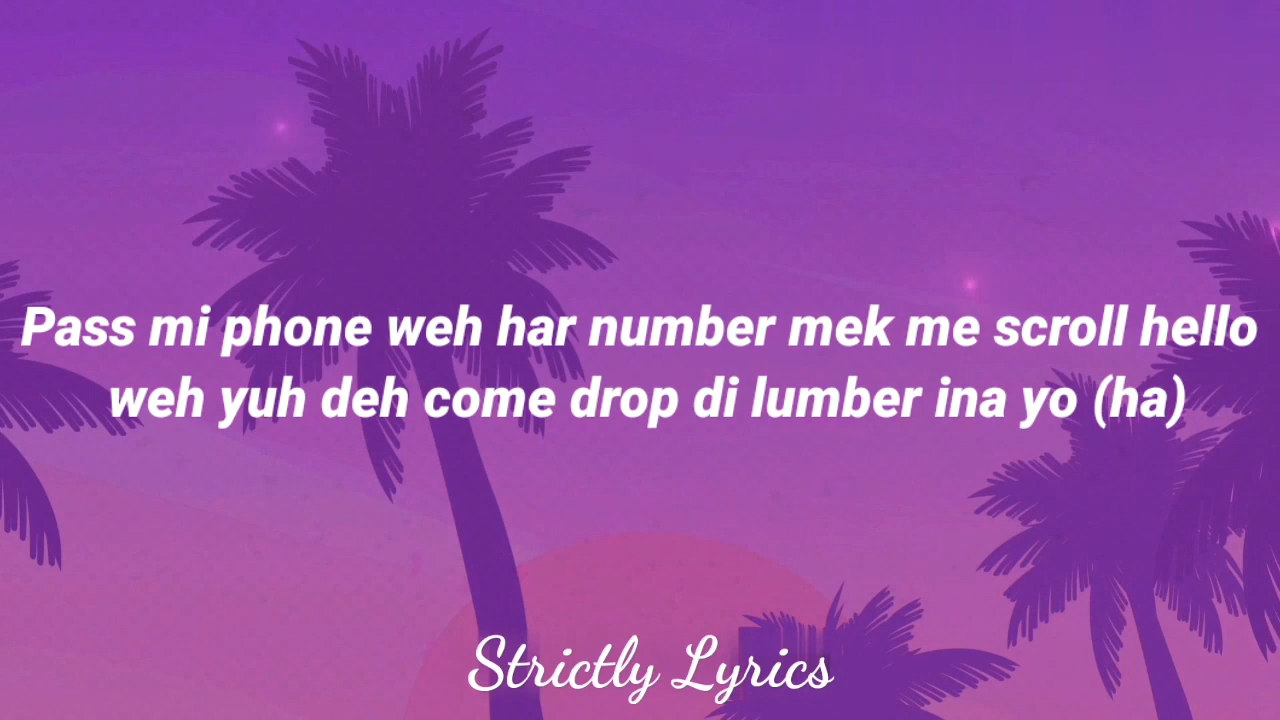 Pass mi phone weh har number mek me scroll hello
weh yuh deh come drop di lumber ina yo (ha)
Strictly Lyrics